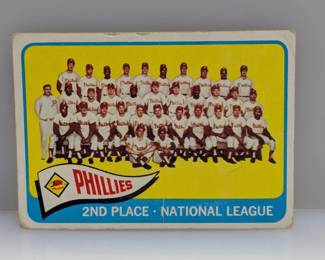 PHILLIES
2ND PLACE · NATIONAL LEAGUE